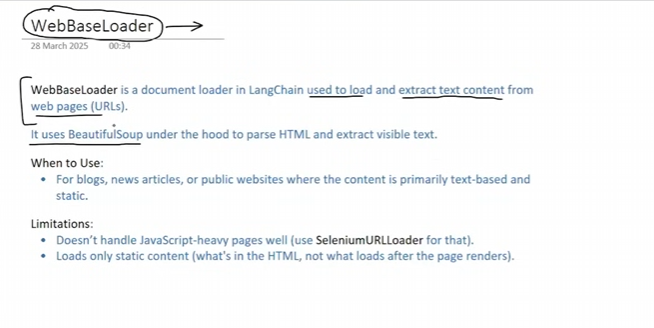 WebBaseLoader
28 March 2025 00:34
WebBaseLoader is a document loader in LangChain used to load and extract text content from
web pages (URLs).
It uses BeautifulSoup under the hood to parse HTML and extract visible text.
When to Use:
• For blogs, news articles, or public websites where the content is primarily text-based and
static.
Limitations:
• Doesn't handle JavaScript-heavy pages well (use SeleniumURLLoader for that).
• Loads only static content (what's in the HTML, not what loads after the page renders).